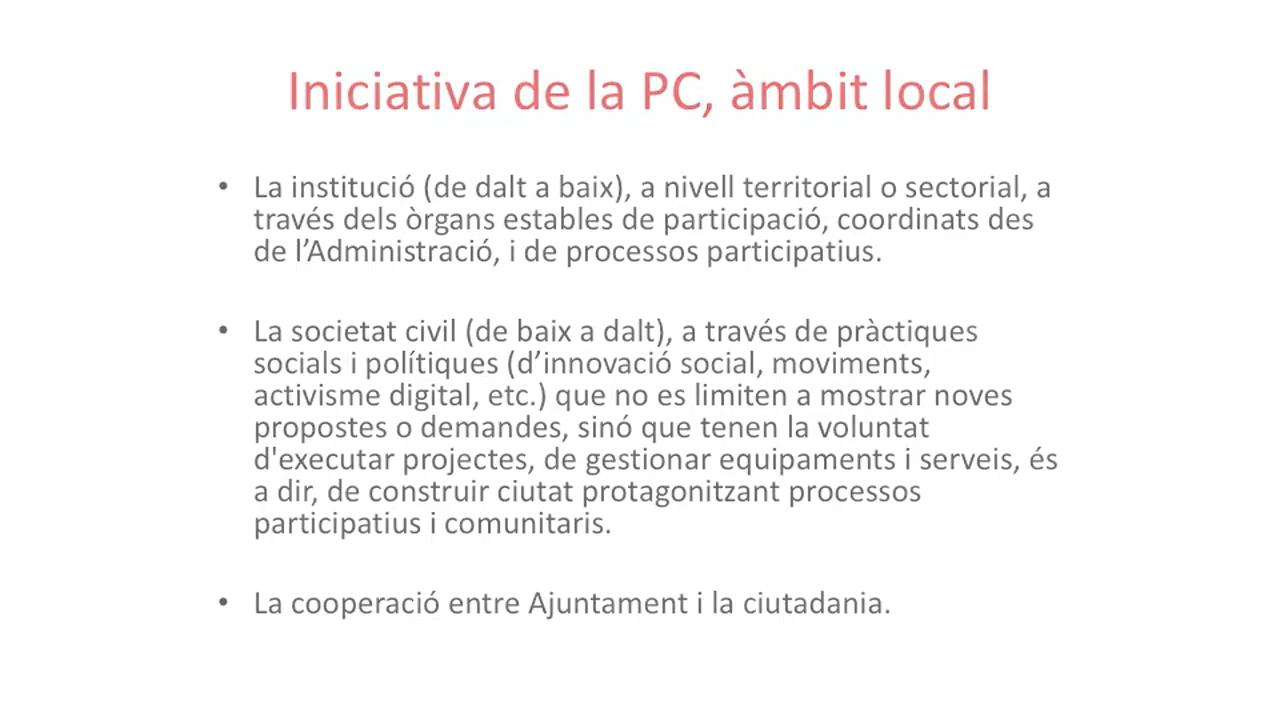 Iniciativa de la PC, àmbit local
• La institució (de dalt a baix), a nivell territorial o sectorial, a
través dels òrgans estables de participació, coordinats des
de l’Administració, i de processos participatius.
• La societat civil (de baix a dalt), a través de pràctiques
socials i polítiques (d’innovació social, moviments,
activisme digital, etc.) que no es limiten a mostrar noves
propostes o demandes, sinó que tenen la voluntat
d'executar projectes, de gestionar equipaments i serveis, és
a dir, de construir ciutat protagonitzant processos
participatius i comunitaris.
• La cooperació entre Ajuntament i la ciutadania.